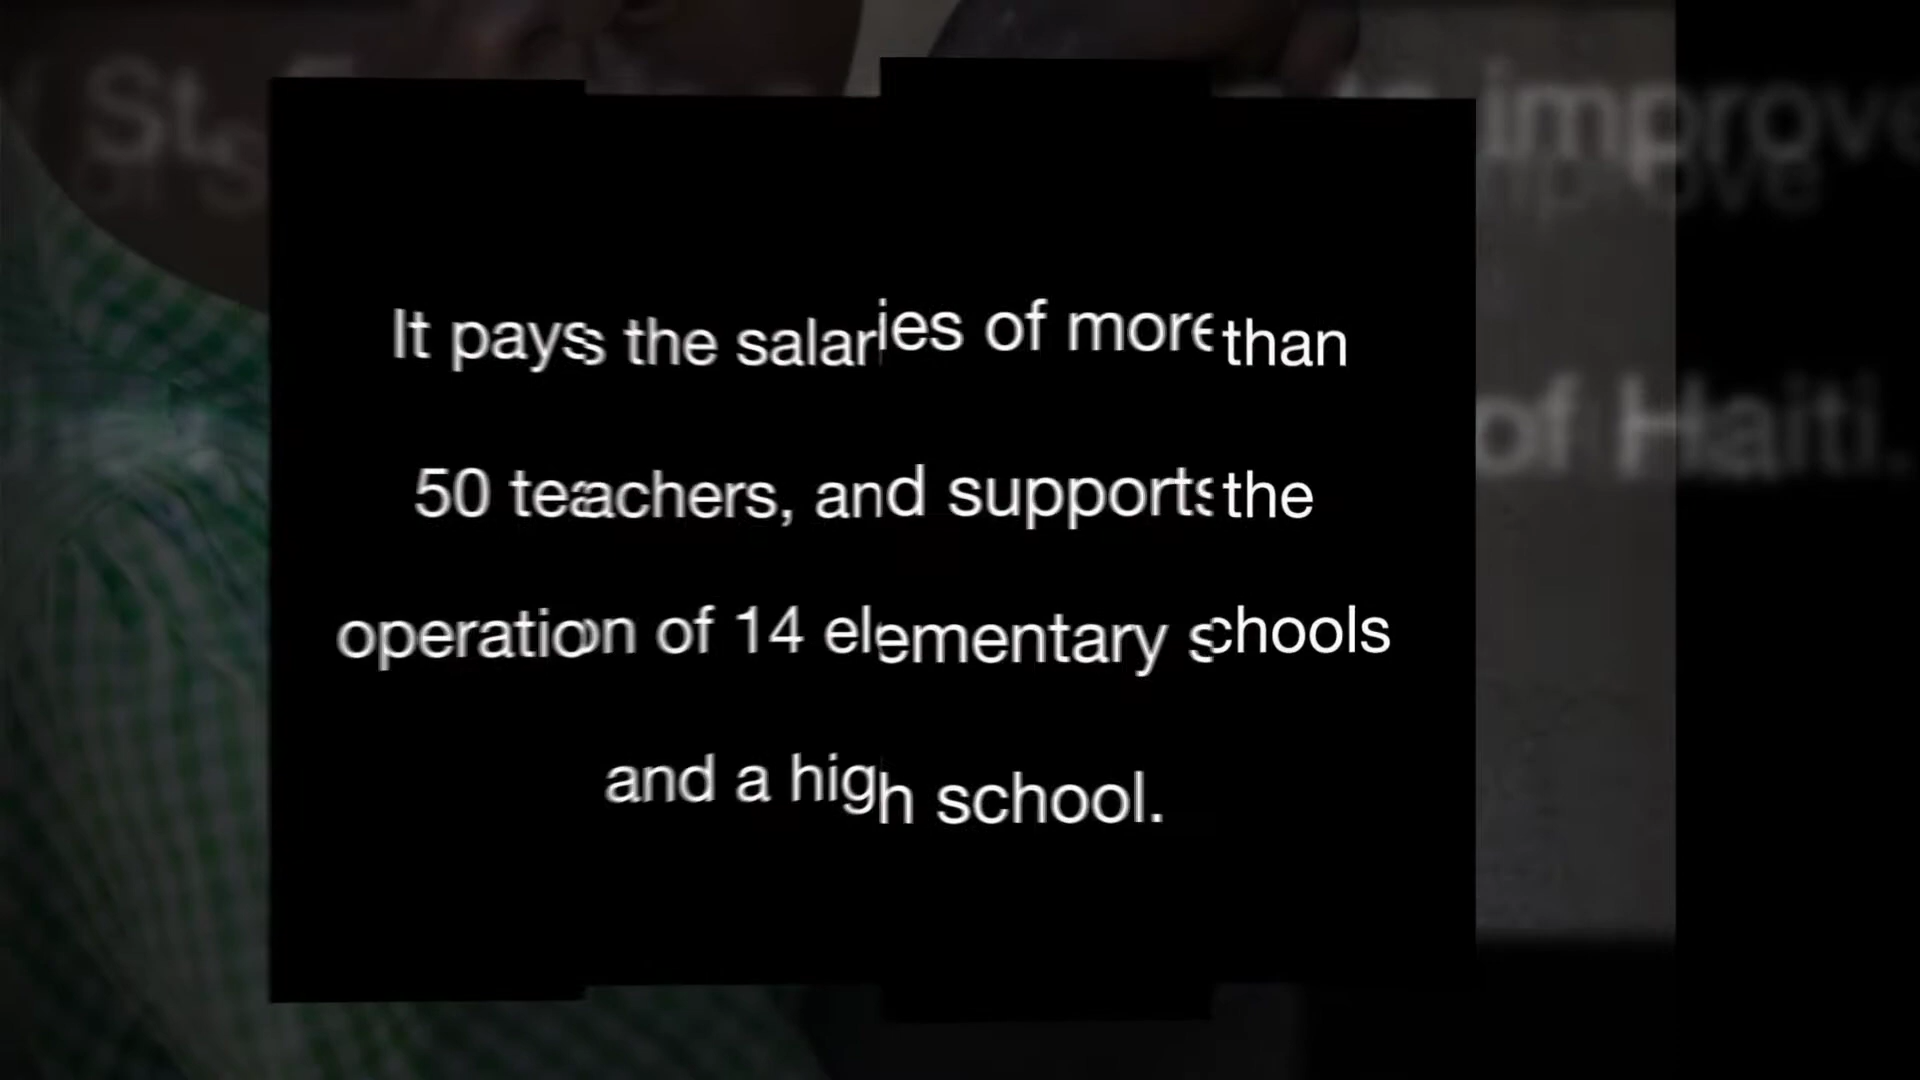 St.
improve
of Haiti.
It pays the salaries of more than
50 teachers, and supports the
operation of 14 elementary schools
and a high school.